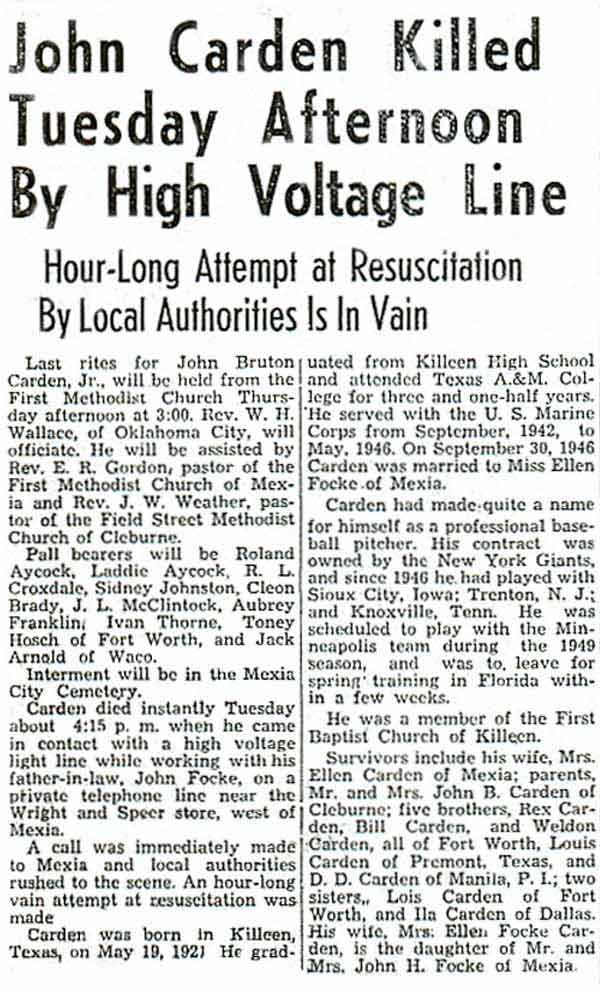 John Carden Killed
Tuesday Afternoon
By High Voltage Line
Hour-Long Attempt at Resuscitation
By Local Authorities Is In Vain
Last rites for John Bruton
Carden, Jr., will be held from the
First Methodist Church Thurs-
day afternoon at 3:00. Rev. W. H.
Wallace, of Oklahoma City, will
officiate. He will be assisted by
Rev. E. R. Gordon, pastor of the
First Methodist Church of Mex-
ia and Rev. J. W. Weather, pas-
tor of the Field Street Methodist
Church of Cleburne.
Pall bearers will be Roland
Aycock, Laddie Aycock, R. L.
Croxdale, Sidney Johnston, Cleon
Brady, J. L. McClintock, Aubrey
Franklin, Ivan Thorne, Toney
Hosch of Fort Worth, and Jack
Arnold of Waco.
Interment will be in the Mexia
City Cemetery.
Carden died instantly Tuesday
about 4:15 p. m. when he came
in contact with a high voltage
light line while working with his
father-in-law, John Focke, on a
private telephone line near the
Wright and Speer store, west of
Mexia.
A call was immediately made
to Mexia and local authorities
rushed to the scene. An hour-long
vain attempt at resuscitation was
made
Carden was born in Killeen,
Texas, on May 19, 1921 He grad-
uated from Killeen High School
and attended Texas A.&M. Col-
lege for three and one-half years.
He served with the U. S. Marine
Corps from September, 1942, to
May, 1946. On September 30, 1946
Carden was married to Miss Ellen
Focke of Mexia.
Carden had made quite a name
for himself as a professional base-
ball pitcher. His contract was
owned by the New York Giants,
and since 1946 he had played with
Sioux City, Iowa; Trenton, N. J.;
and Knoxville, Tenn. He was
scheduled to play with the Min-
neapolis team during the 1949
season, and was to leave for
spring training in Florida with-
in a few weeks.
He was a member of the First
Baptist Church of Killeen.
Survivors include his wife, Mrs.
Ellen Carden of Mexia; parents,
Mr. and Mrs. John B. Carden of
Cleburne; five brothers, Rex Car-
den, Bill Carden, and Weldon
Carden, all of Fort Worth, Louis
Carden of Premont, Texas, and
D. D. Carden of Manila, P. I.; two
sisters, Lois Carden of Fort
Worth, and Ila Carden of Dallas.
His wife, Mrs. Ellen Focke Car-
den, is the daughter of Mr. and
Mrs. John H. Focke of Mexia.